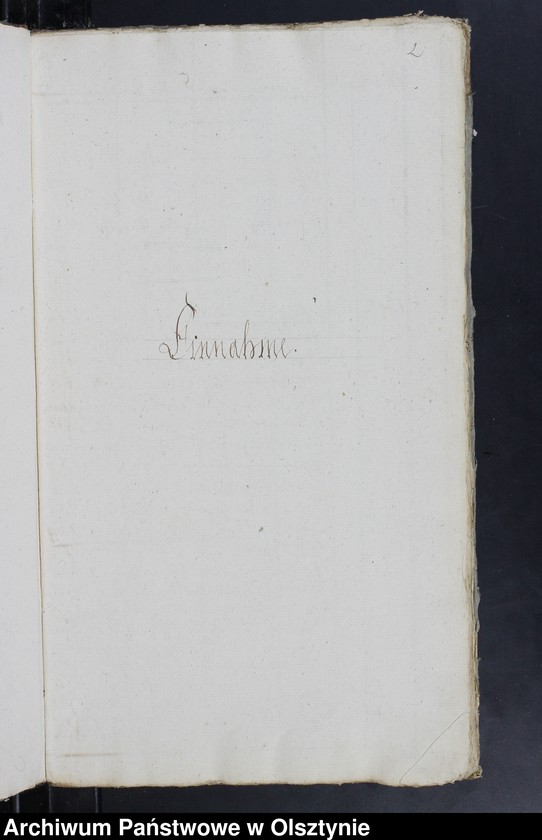 2
Einnahme.
Archiwum Państwowe w Olsztynie